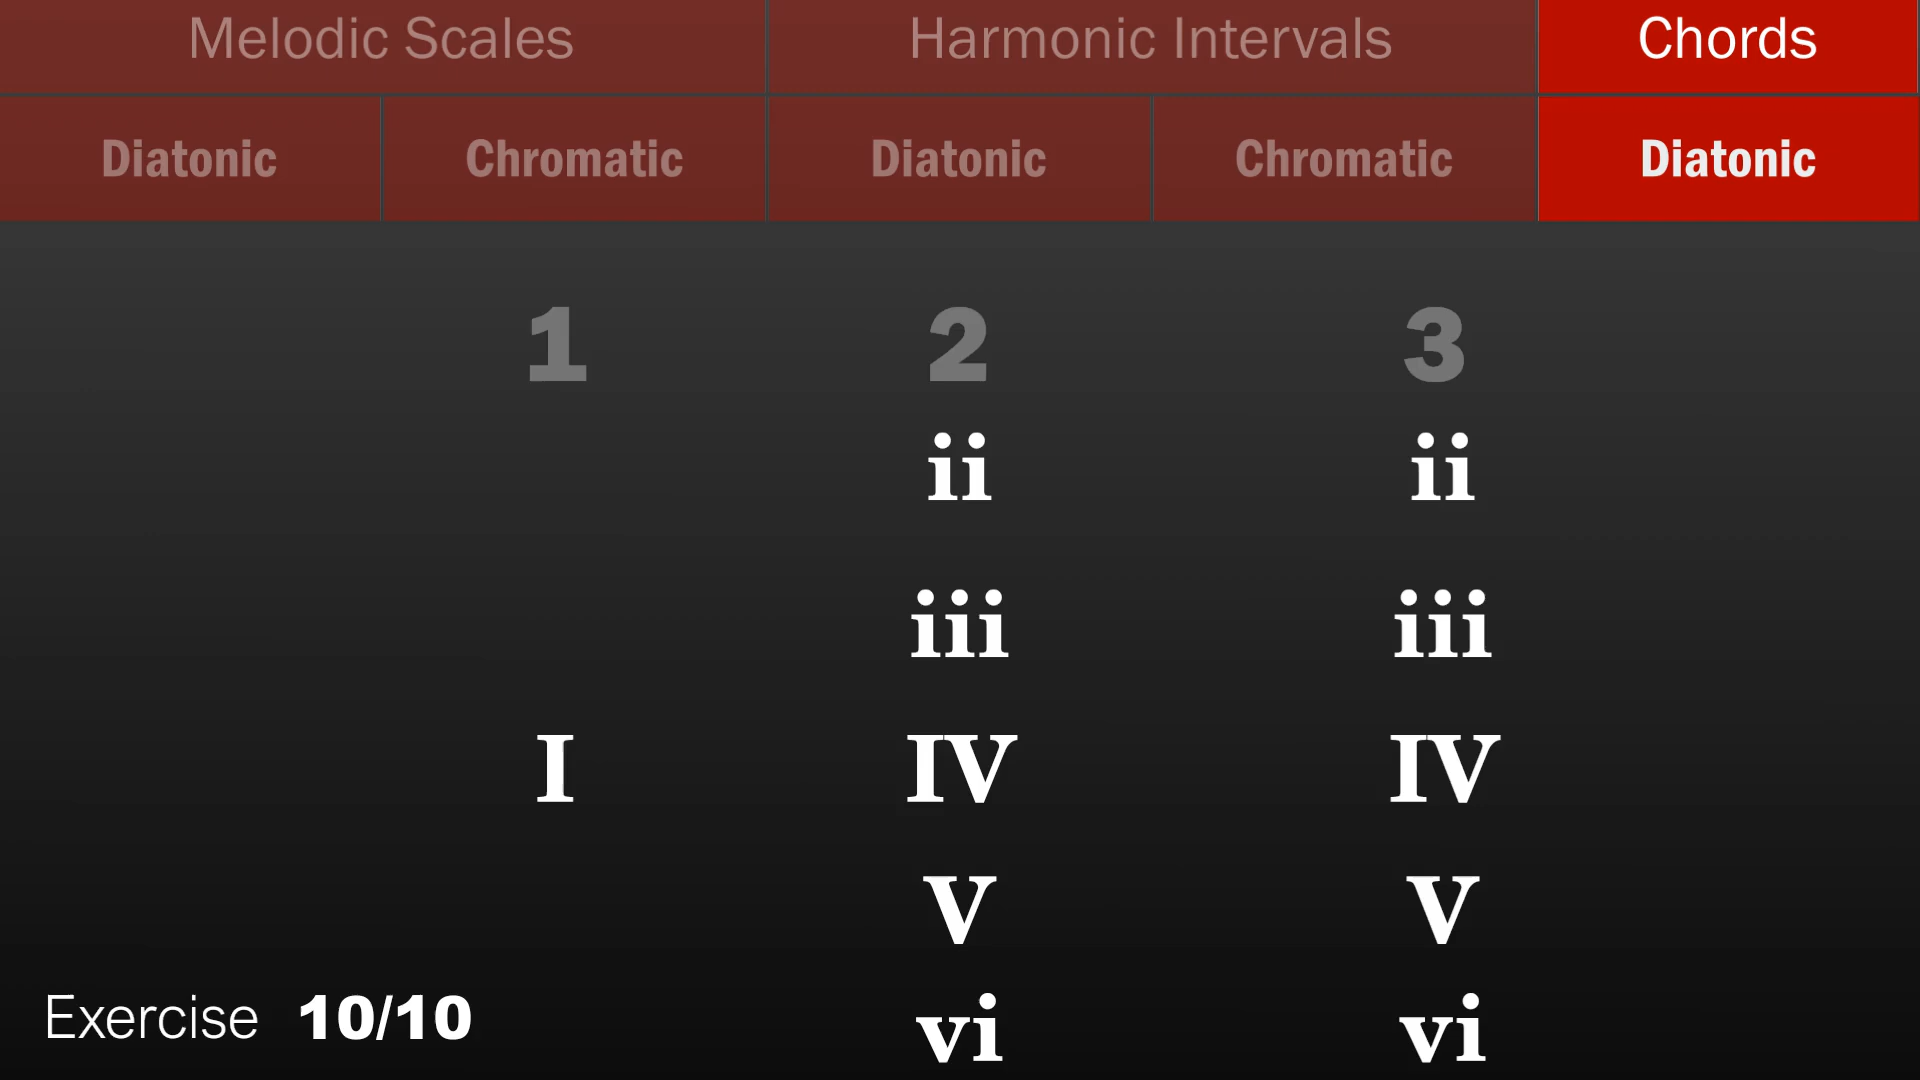 Melodic Scales Harmonic Intervals Chords
Diatonic Chromatic Diatonic Chromatic Diatonic
1 2 3
ii ii
iii iii
I IV IV
V V
vi vi
Exercise 10/10